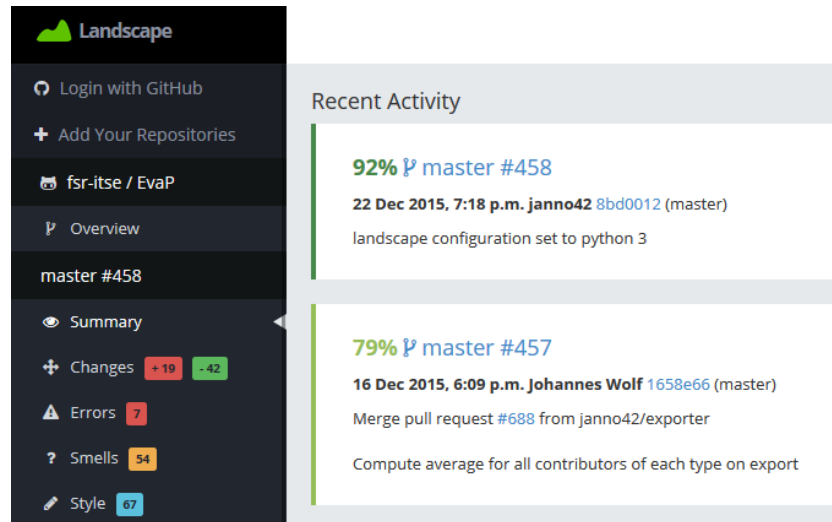 Landscape
Login with GitHub
Add Your Repositories
fsr-itse / EvaP
Overview
master #458
Summary
Changes +19 -42
Errors 7
? Smells 54
Style 67
Recent Activity
92% master #458
22 Dec 2015, 7:18 p.m. janno42 8bd0012 (master)
landscape configuration set to python 3
79% master #457
16 Dec 2015, 6:09 p.m. Johannes Wolf 1658e66 (master)
Merge pull request #688 from janno42/exporter
Compute average for all contributors of each type on export